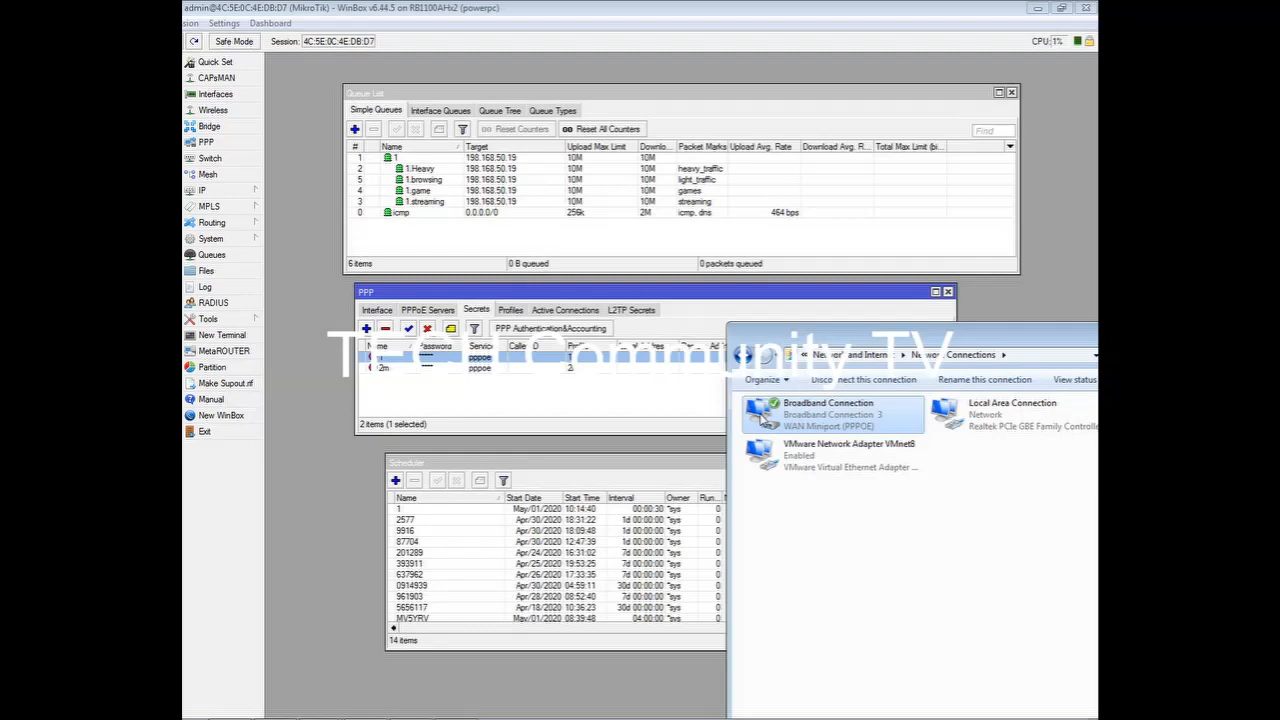 admin@4C:5E:0C:4E:DB:D7 (MikroTik) - WinBox v6.44.5 on RB1100AHx2 (powerpc)
sion Settings Dashboard
Safe Mode Session: 4C:5E:0C:4E:DB:D7 CPU: 1%
Quick Set
CAPsMAN
Interfaces
Wireless
Bridge
PPP
Switch
Mesh
IP
MPLS
Routing
System
Queues
Files
Log
RADIUS
Tools
New Terminal
MetaROUTER
Partition
Make Supout.rif
Manual
New WinBox
Exit
Queue List
Simple Queues Interface Queues Queue Tree Queue Types
Reset Counters 00 Reset All Counters Find
# Name Target Upload Max Limit Downlo... Packet Marks Upload Avg. Rate Download Avg. R... Total Max Limit (bi...
1 1 198.168.50.19 10M 10M
2 1.Heavy 198.168.50.19 10M 10M heavy_traffic
5 1.browsing 198.168.50.19 10M 10M light_traffic
4 1.game 198.168.50.19 10M 10M games
3 1.streaming 198.168.50.19 10M 10M streaming
0 icmp 0.0.0.0/0 256k 2M icmp, dns 464 bps
6 items 0 B queued 0 packets queued
PPP
Interface PPPoE Servers Secrets Profiles Active Connections L2TP Secrets
PPP Authentication&Accounting
TECH Community TV
Name Password Service
1 ***** pppoe
2m ***** pppoe
2 items (1 selected)
Network and Internet Network Connections
Organize Disconnect this connection Rename this connection View status
Broadband Connection
Broadband Connection 3
WAN Miniport (PPPOE)
Local Area Connection
Network
Realtek PCIe GBE Family Controlle
VMware Network Adapter VMnet8
Enabled
VMware Virtual Ethernet Adapter ...
Scheduler
Name Start Date Start Time Interval Owner Run...
1 May/01/2020 10:14:40 00:00:30 *sys 0
2577 Apr/30/2020 18:31:22 1d 00:00:00 *sys 0
9916 Apr/30/2020 18:09:48 1d 00:00:00 *sys 0
87704 Apr/30/2020 12:47:39 1d 00:00:00 *sys 0
201289 Apr/24/2020 16:31:02 7d 00:00:00 *sys 0
393911 Apr/25/2020 19:53:25 7d 00:00:00 *sys 0
637962 Apr/26/2020 17:33:35 7d 00:00:00 *sys 0
0914939 Apr/30/2020 04:59:11 30d 00:00:00 *sys 0
961903 Apr/28/2020 08:52:40 7d 00:00:00 *sys 0
5656117 Apr/18/2020 10:36:23 30d 00:00:00 *sys 0
MV5YRV May/01/2020 08:39:48 04:00:00 *sys 0
14 items